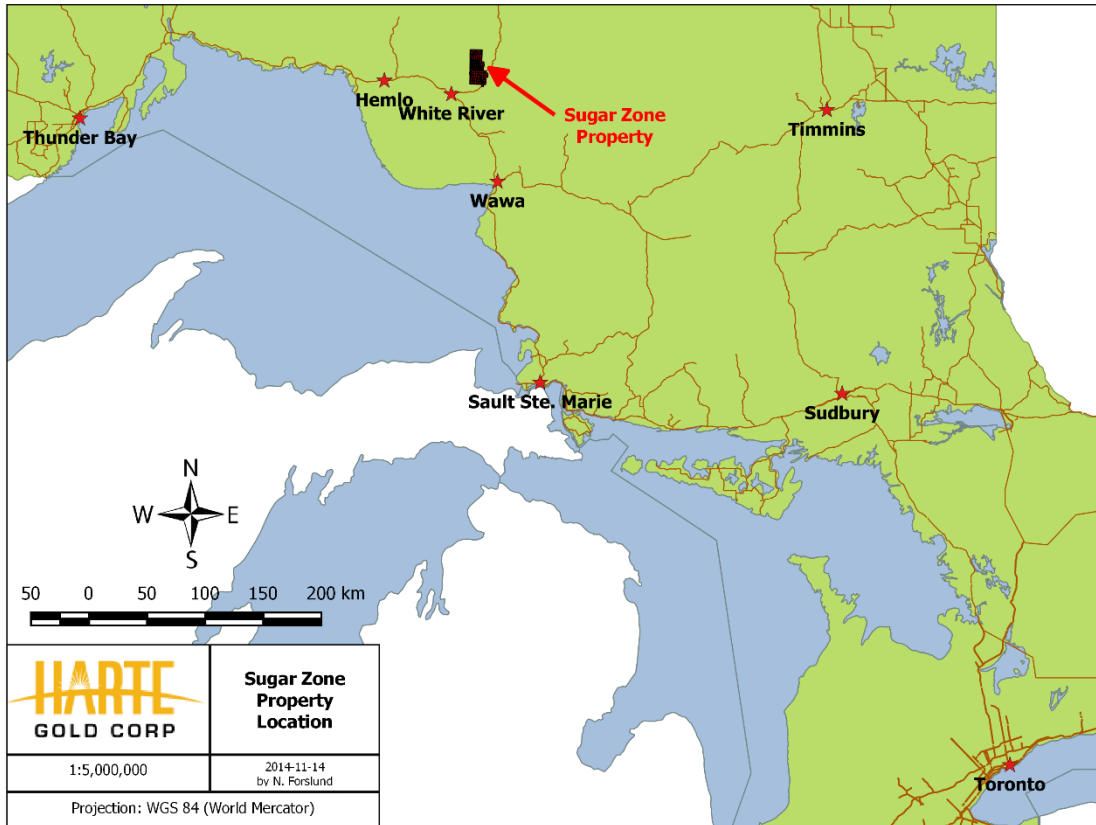 Hemlo
White River
Sugar Zone
Property
Thunder Bay
Timmins
Wawa
Sault Ste. Marie
Sudbury
N
W
E
S
50 0 50 100 150 200 km
HARTE
GOLD CORP
Sugar Zone
Property
Location
1:5,000,000
2014-11-14
by N. Forslund
Projection: WGS 84 (World Mercator)
Toronto